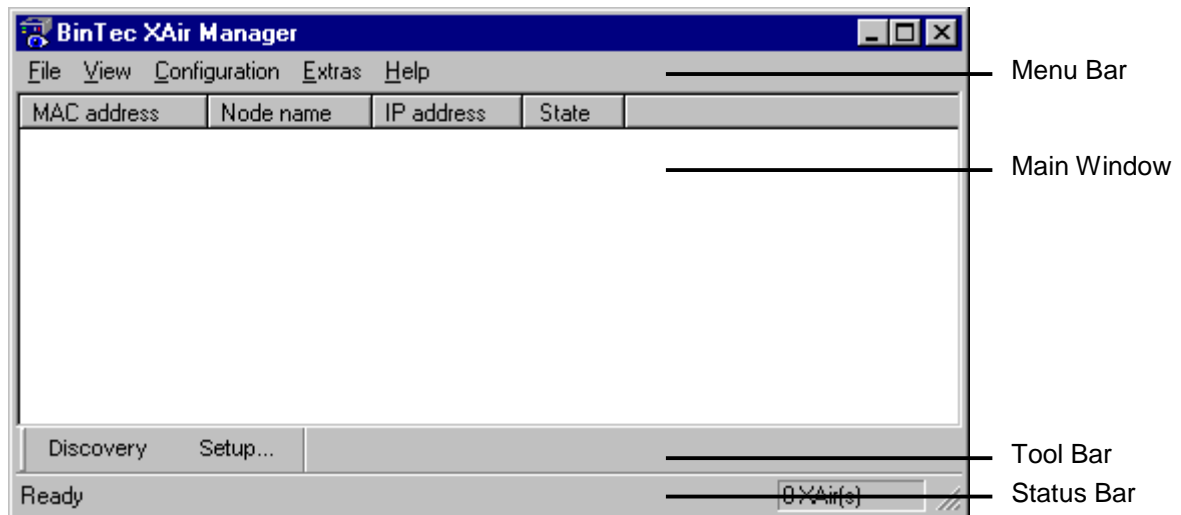 BinTec XAir Manager
File View Configuration Extras Help
Menu Bar
MAC address Node name IP address State
Main Window
Discovery Setup...
Tool Bar
Ready 0 XAir(s)
Status Bar